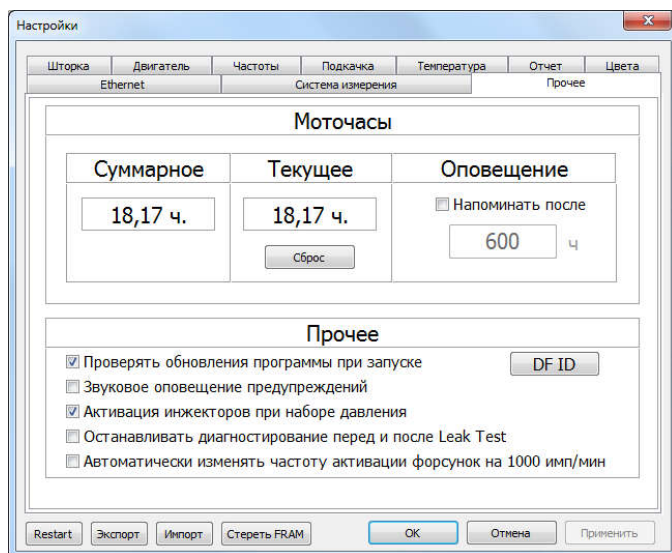 Настройки
Шторка Двигатель Частоты Подкачка Температура Отчет Цвета
Ethernet Система измерения Прочее
Моточасы
Суммарное Текущее Оповещение
Напоминать после
18,17 ч. 18,17 ч.
600 ч
Сброс
Прочее
Проверять обновления программы при запуске DF ID
Звуковое оповещение предупреждений
Активация инжекторов при наборе давления
Останавливать диагностирование перед и после Leak Test
Автоматически изменять частоту активации форсунок на 1000 имп/мин
Restart Экспорт Импорт Стереть FRAM OK Отмена Применить